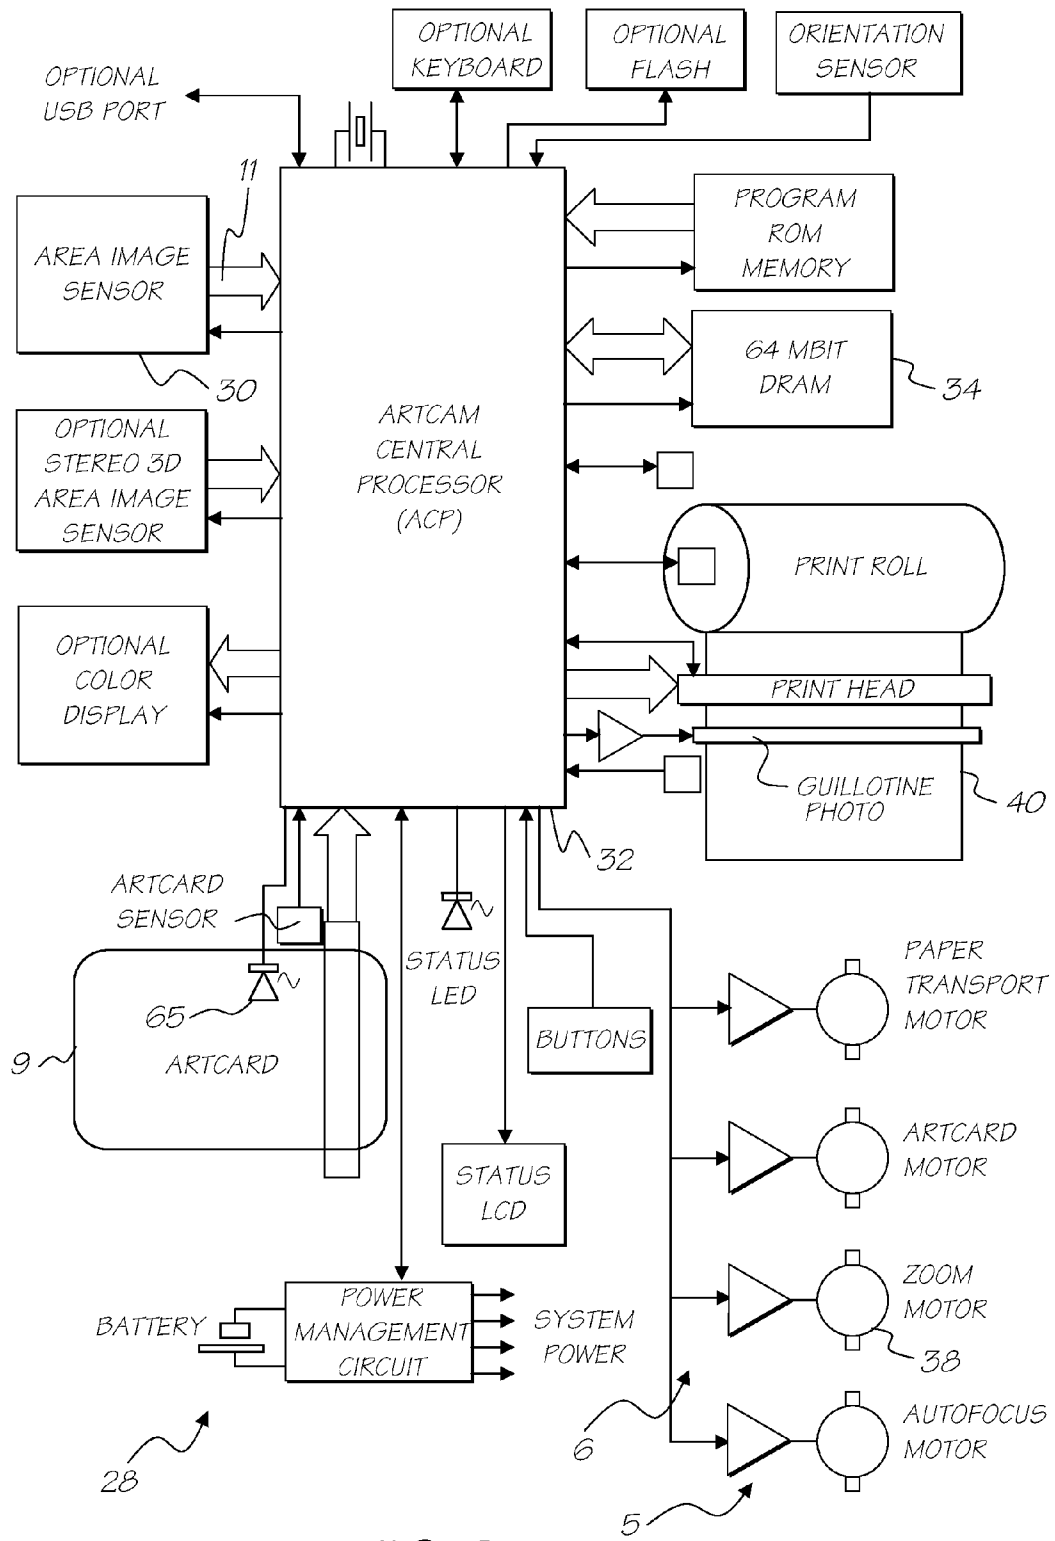 OPTIONAL
KEYBOARD
OPTIONAL
FLASH
ORIENTATION
SENSOR
OPTIONAL
USB PORT
11
AREA IMAGE
SENSOR
30
PROGRAM
ROM
MEMORY
64 MBIT
DRAM
34
OPTIONAL
STEREO 3D
AREA IMAGE
SENSOR
ARTCAM
CENTRAL
PROCESSOR
(ACP)
PRINT ROLL
OPTIONAL
COLOR
DISPLAY
PRINT HEAD
GUILLOTINE
PHOTO
40
32
ARTCARD
SENSOR
STATUS
LED
65
9
ARTCARD
BUTTONS
PAPER
TRANSPORT
MOTOR
ARTCARD
MOTOR
STATUS
LCD
ZOOM
MOTOR
38
BATTERY
POWER
MANAGEMENT
CIRCUIT
SYSTEM
POWER
6
AUTOFOCUS
MOTOR
28
5